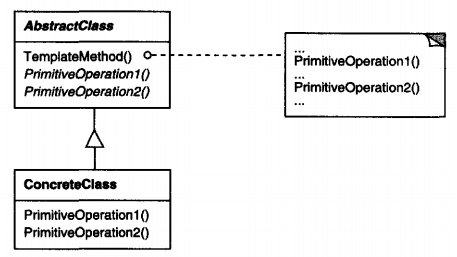 AbstractClass
TemplateMethod()
PrimitiveOperation1()
PrimitiveOperation2()
...
PrimitiveOperation1()
...
PrimitiveOperation2()
...
ConcreteClass
PrimitiveOperation1()
PrimitiveOperation2()